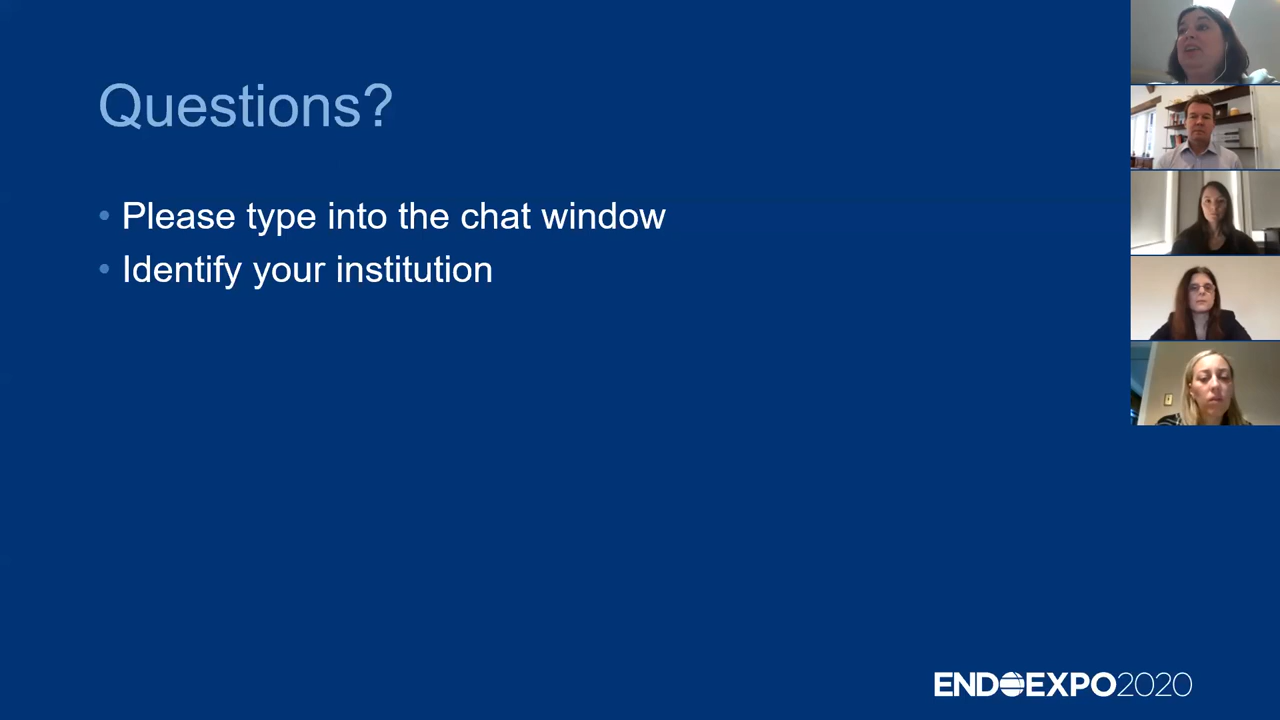 Questions?
• Please type into the chat window
• Identify your institution
ENDOEXPO2020